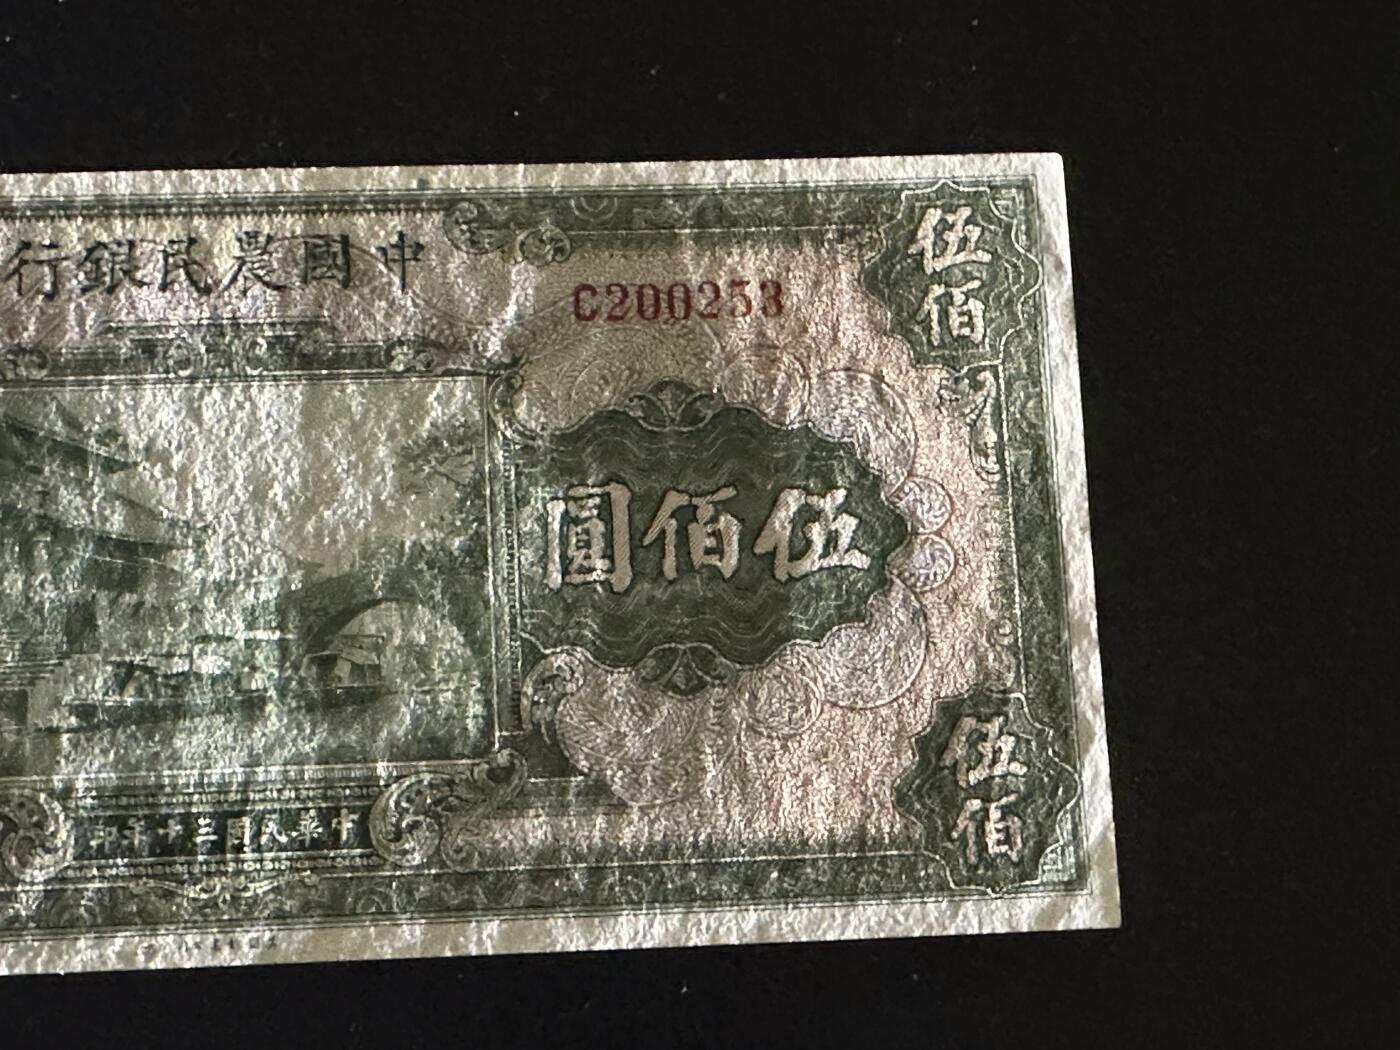 中國農民銀行
C200253
伍佰
伍佰圓
伍佰
中華民國三十年印